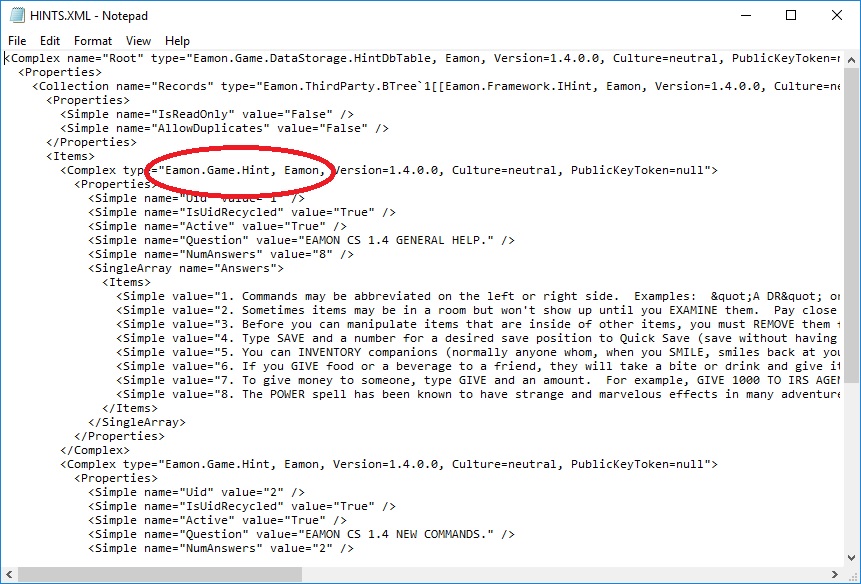 HINTS.XML - Notepad
File Edit Format View Help
<Complex name="Root" type="Eamon.Game.DataStorage.HintDbTable, Eamon, Version=1.4.0.0, Culture=neutral, PublicKeyToken=
<Properties>
<Collection name="Records" type="Eamon.ThirdParty.BTree`1[[Eamon.Framework.IHint, Eamon, Version=1.4.0.0, Culture=ne
<Properties>
<Simple name="IsReadOnly" value="False" />
<Simple name="AllowDuplicates" value="False" />
</Properties>
<Items>
<Complex type="Eamon.Game.Hint, Eamon, Version=1.4.0.0, Culture=neutral, PublicKeyToken=null">
<Properties>
<Simple name="Uid" value="1" />
<Simple name="IsUidRecycled" value="True" />
<Simple name="Active" value="True" />
<Simple name="Question" value="EAMON CS 1.4 GENERAL HELP." />
<Simple name="NumAnswers" value="8" />
<SingleArray name="Answers">
<Items>
<Simple value="1. Commands may be abbreviated on the left or right side.  Examples:  &quot;A DR&quot; or
<Simple value="2. Sometimes items may be in a room but won't show up until you EXAMINE them.  Pay close
<Simple value="3. Before you can manipulate items that are inside of other items, you must REMOVE them
<Simple value="4. Type SAVE and a number for a desired save position to Quick Save (save without having
<Simple value="5. You can INVENTORY companions (normally anyone whom, when you SMILE, smiles back at you
<Simple value="6. If you GIVE food or a beverage to a friend, they will take a bite or drink and give it
<Simple value="7. To give money to someone, type GIVE and an amount.  For example, GIVE 1000 TO IRS AGEN
<Simple value="8. The POWER spell has been known to have strange and marvelous effects in many adventure
</Items>
</SingleArray>
</Properties>
</Complex>
<Complex type="Eamon.Game.Hint, Eamon, Version=1.4.0.0, Culture=neutral, PublicKeyToken=null">
<Properties>
<Simple name="Uid" value="2" />
<Simple name="IsUidRecycled" value="True" />
<Simple name="Active" value="True" />
<Simple name="Question" value="EAMON CS 1.4 NEW COMMANDS." />
<Simple name="NumAnswers" value="2" />